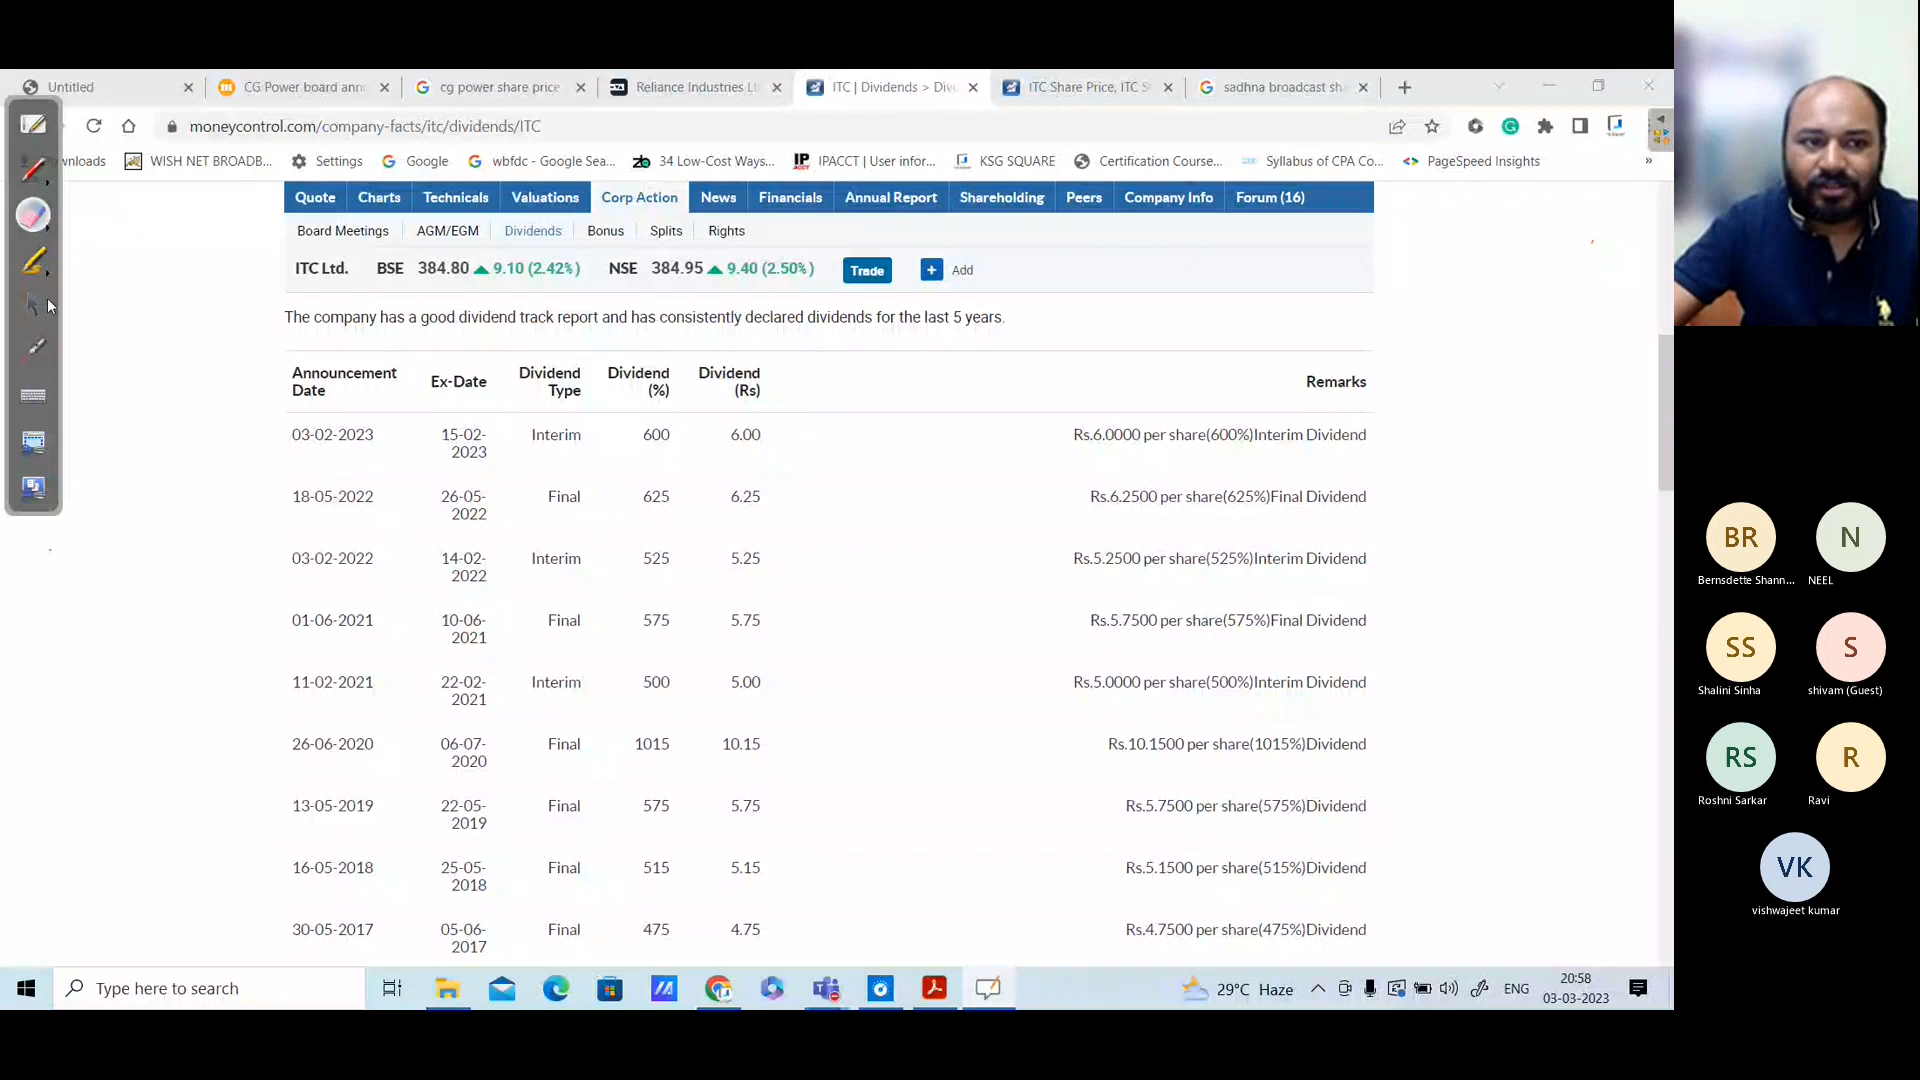 Untitled
CG Power board ann
cg power share price
Reliance Industries Lt
ITC | Dividends > Div
ITC Share Price, ITC S
sadhna broadcast sh
moneycontrol.com/company-facts/itc/dividends/ITC
wnloads
WISH NET BROADB...
Settings
Google
wbfdc - Google Sea...
34 Low-Cost Ways...
IPACCT | User infor...
KSG SQUARE
Certification Course...
Syllabus of CPA Co...
PageSpeed Insights
»
Quote Charts Technicals Valuations Corp Action News Financials Annual Report Shareholding Peers Company Info Forum (16)
Board Meetings AGM/EGM Dividends Bonus Splits Rights
ITC Ltd. BSE 384.80 9.10 (2.42%) NSE 384.95 9.40 (2.50%) Trade + Add
The company has a good dividend track report and has consistently declared dividends for the last 5 years.
Announcement Date Ex-Date Dividend Type Dividend (%) Dividend (Rs) Remarks
03-02-2023 15-02-2023 Interim 600 6.00 Rs.6.0000 per share(600%)Interim Dividend
18-05-2022 26-05-2022 Final 625 6.25 Rs.6.2500 per share(625%)Final Dividend
03-02-2022 14-02-2022 Interim 525 5.25 Rs.5.2500 per share(525%)Interim Dividend
01-06-2021 10-06-2021 Final 575 5.75 Rs.5.7500 per share(575%)Final Dividend
11-02-2021 22-02-2021 Interim 500 5.00 Rs.5.0000 per share(500%)Interim Dividend
26-06-2020 06-07-2020 Final 1015 10.15 Rs.10.1500 per share(1015%)Dividend
13-05-2019 22-05-2019 Final 575 5.75 Rs.5.7500 per share(575%)Dividend
16-05-2018 25-05-2018 Final 515 5.15 Rs.5.1500 per share(515%)Dividend
30-05-2017 05-06-2017 Final 475 4.75 Rs.4.7500 per share(475%)Dividend
Type here to search
29°C Haze
ENG
20:58
03-03-2023
BR
Bernsdette Shann...
N
NEEL
SS
Shalini Sinha
S
shivam (Guest)
RS
Roshni Sarkar
R
Ravi
VK
vishwajeet kumar